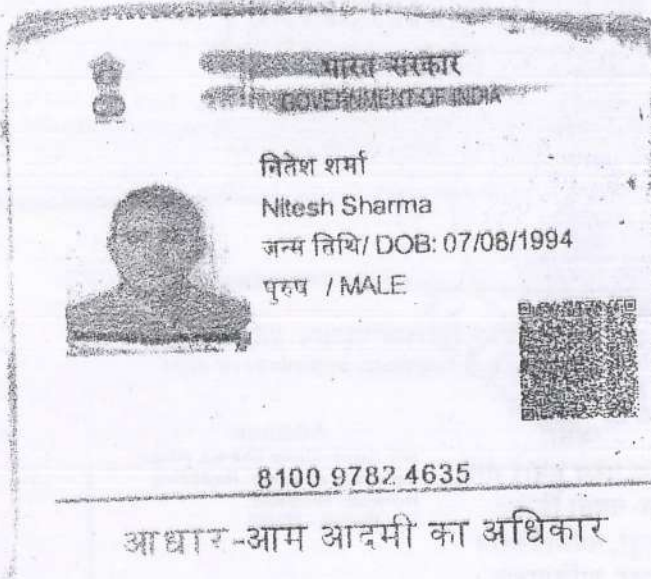 भारत सरकार
GOVERNMENT OF INDIA
नितेश शर्मा
Nitesh Sharma
जन्म तिथि/ DOB: 07/08/1994
पुरुष / MALE
8100 9782 4635
आधार-आम आदमी का अधिकार